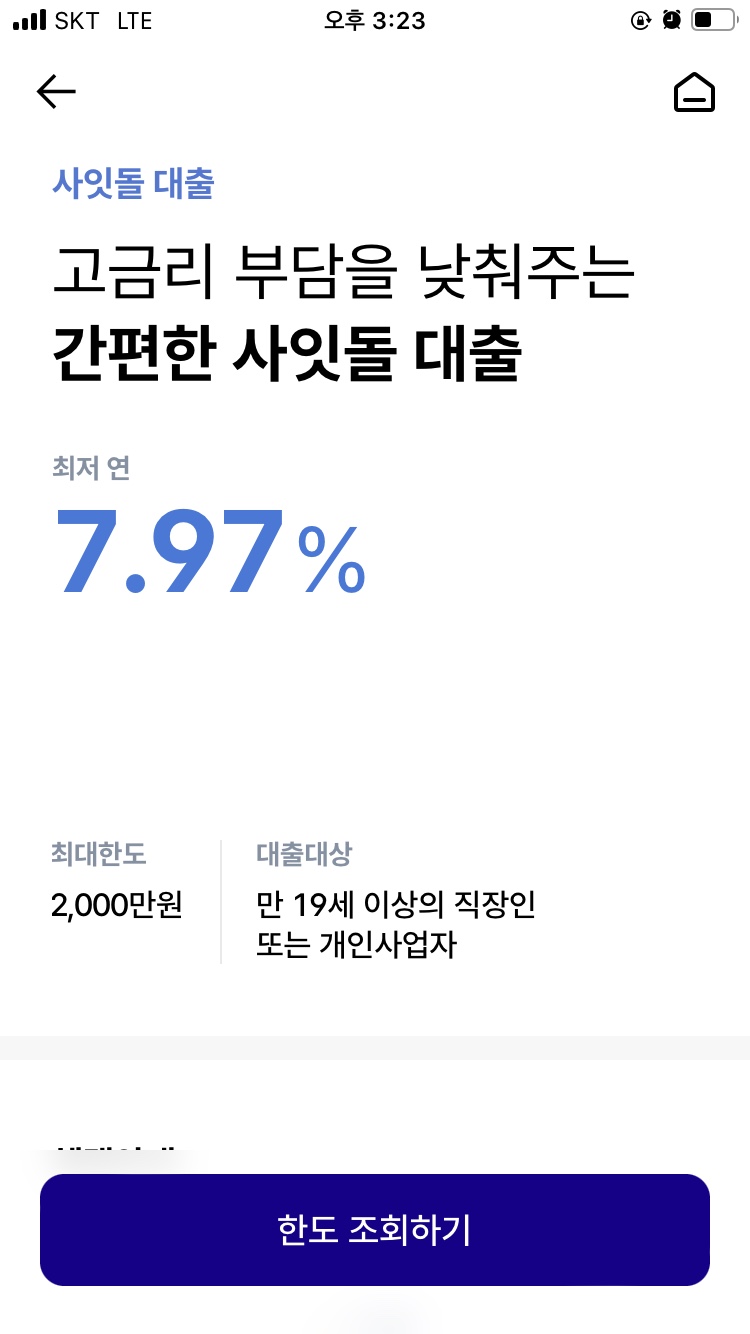 SKT LTE 오후 3:23
사잇돌 대출
고금리 부담을 낮춰주는
간편한 사잇돌 대출
최저 연
7.97%
최대한도
2,000만원
대출대상
만 19세 이상의 직장인
또는 개인사업자
한도 조회하기